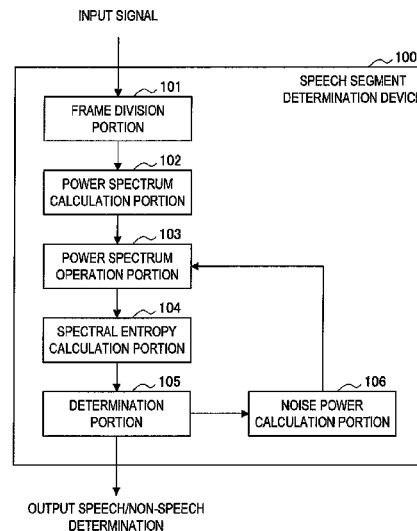 INPUT SIGNAL
100
SPEECH SEGMENT
DETERMINATION DEVICE
101
FRAME DIVISION
PORTION
102
POWER SPECTRUM
CALCULATION PORTION
103
POWER SPECTRUM
OPERATION PORTION
104
SPECTRAL ENTROPY
CALCULATION PORTION
105
DETERMINATION
PORTION
106
NOISE POWER
CALCULATION PORTION
OUTPUT SPEECH/NON-SPEECH
DETERMINATION